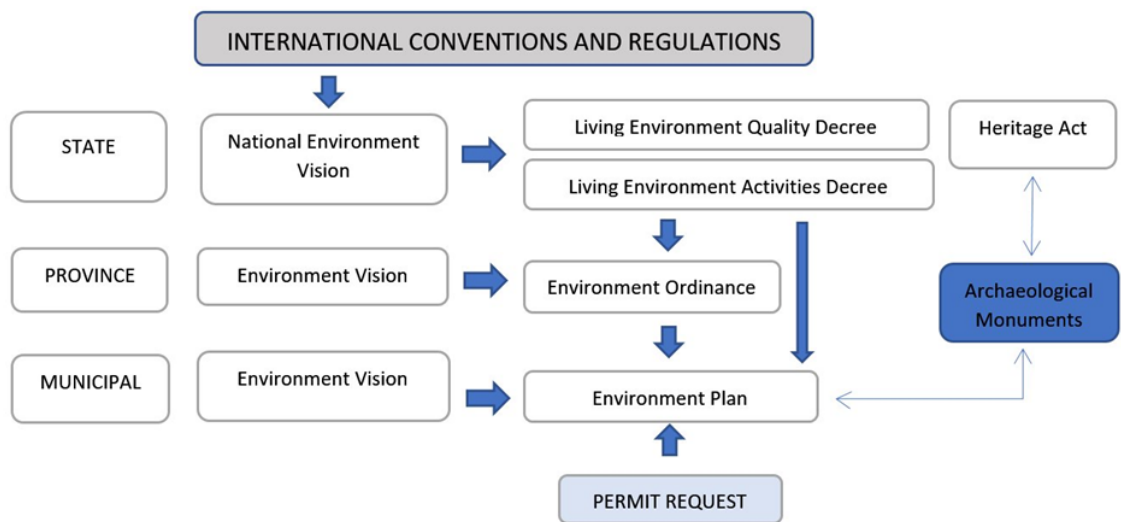 INTERNATIONAL CONVENTIONS AND REGULATIONS
STATE
National Environment
Vision
Living Environment Quality Decree
Living Environment Activities Decree
Heritage Act
PROVINCE
Environment Vision
Environment Ordinance
Archaeological
Monuments
MUNICIPAL
Environment Vision
Environment Plan
PERMIT REQUEST